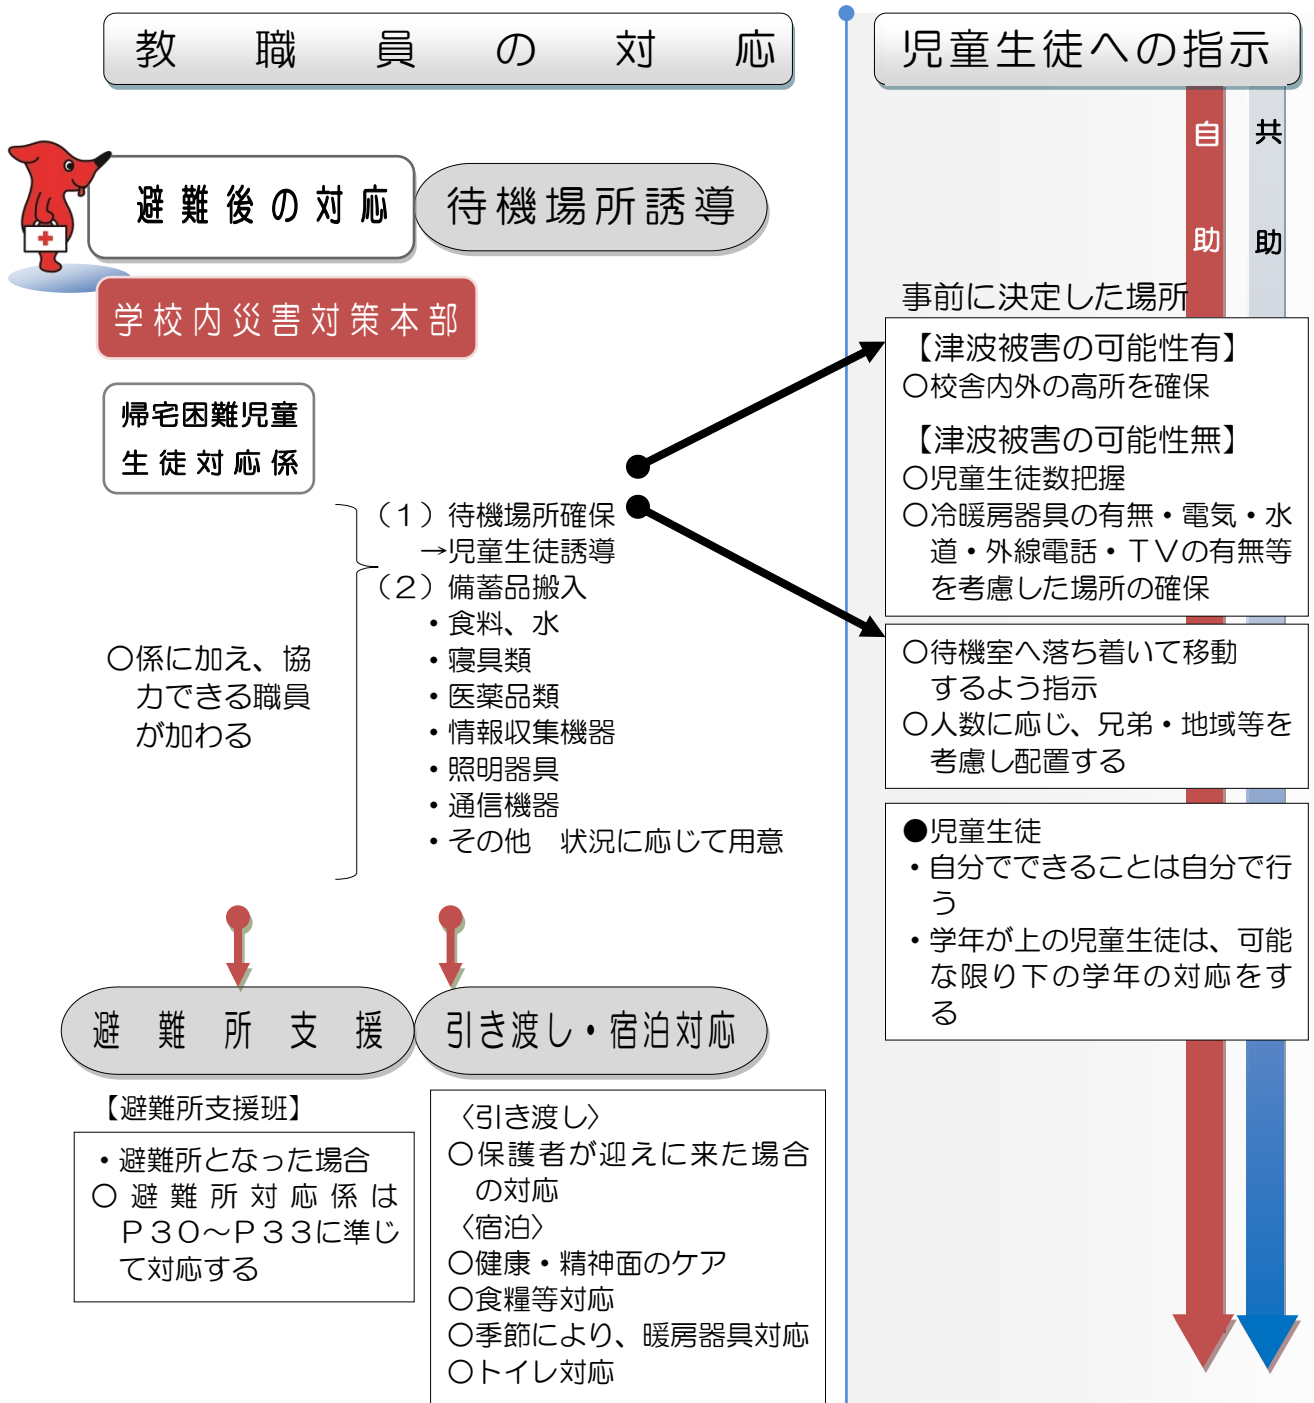 教職員の対応
避難後の対応
待機場所誘導
学校内災害対策本部
帰宅困難児童
生徒対応係
〇係に加え、協
力できる職員
が加わる
（１）待機場所確保
→児童生徒誘導
（２）備蓄品搬入
・食料、水
・寝具類
・医薬品類
・情報収集機器
・照明器具
・通信機器
・その他　状況に応じて用意
避難所支援
【避難所支援班】
・避難所となった場合
〇避難所対応係は
Ｐ３０～Ｐ３３に準じ
て対応する
引き渡し・宿泊対応
〈引き渡し〉
〇保護者が迎えに来た場合
の対応
〈宿泊〉
〇健康・精神面のケア
〇食糧等対応
〇季節により、暖房器具対応
〇トイレ対応
児童生徒への指示
自助
共助
事前に決定した場所
【津波被害の可能性有】
〇校舎内外の高所を確保
【津波被害の可能性無】
〇児童生徒数把握
〇冷暖房器具の有無・電気・水
道・外線電話・ＴＶの有無等
を考慮した場所の確保
〇待機室へ落ち着いて移動
するよう指示
〇人数に応じ、兄弟・地域等を
考慮し配置する
●児童生徒
・自分でできることは自分で行
う
・学年が上の児童生徒は、可能
な限り下の学年の対応をす
る